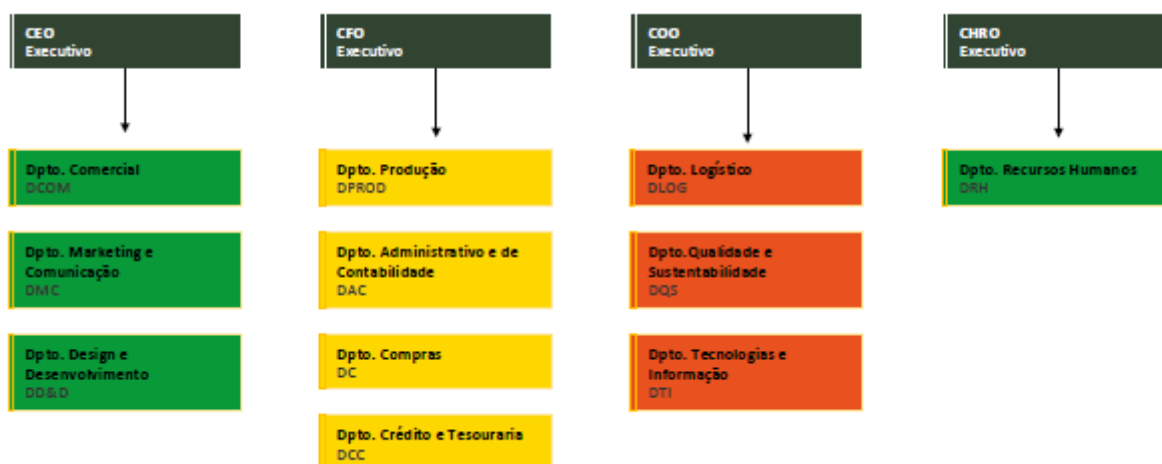 CEO
Executivo
CFO
Executivo
COO
Executivo
CHRO
Executivo
Dpto. Comercial
DCOM
Dpto. Produção
DPROD
Dpto. Logístico
DLOG
Dpto. Recursos Humanos
DRH
Dpto. Marketing e
Comunicação
DMC
Dpto. Administrativo e de
Contabilidade
DAC
Dpto.Qualidade e
Sustentabilidade
DQS
Dpto. Design e
Desenvolvimento
DD&D
Dpto. Compras
DC
Dpto. Tecnologias e
Informação
DTI
Dpto. Crédito e Tesouraria
DCC